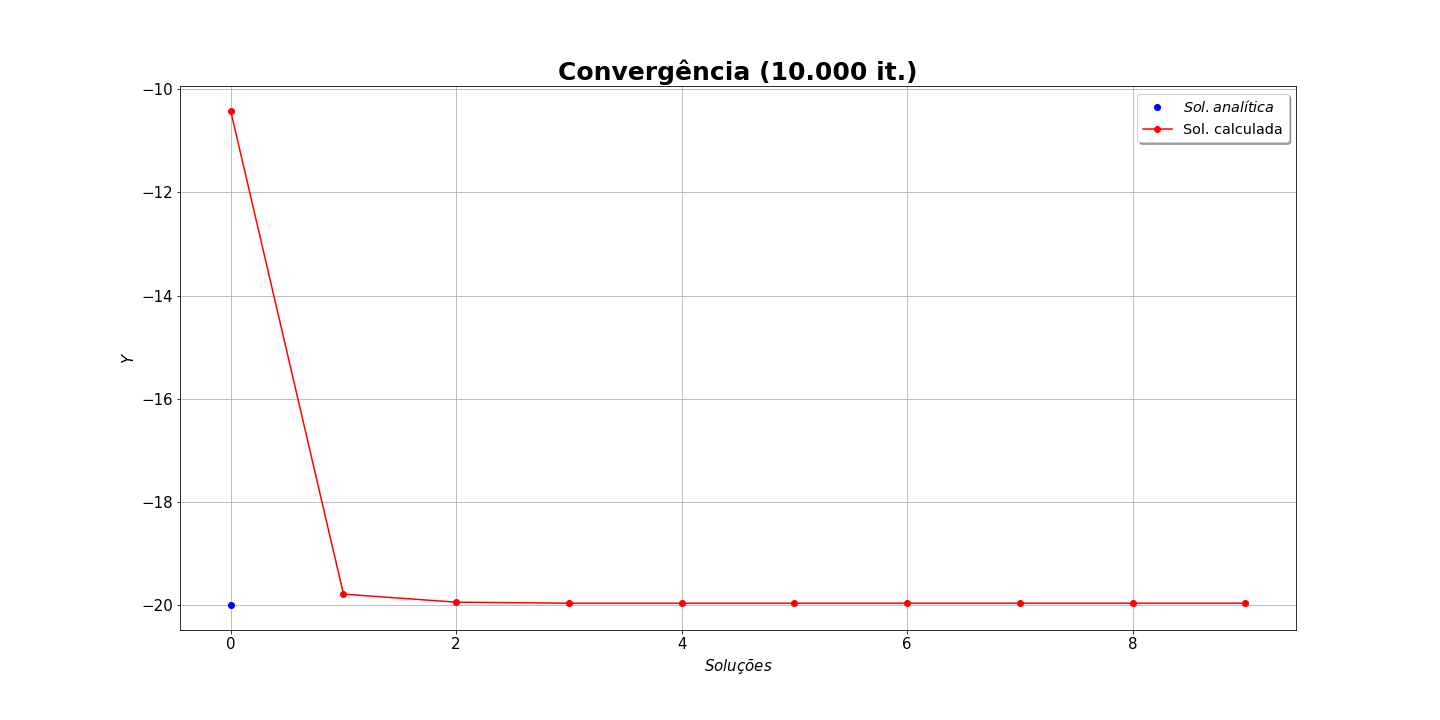 Convergência (10.000 it.)
Sol. analítica
Sol. calculada
−10
−12
−14
−16
−18
−20
Y
0 2 4 6 8
Soluções